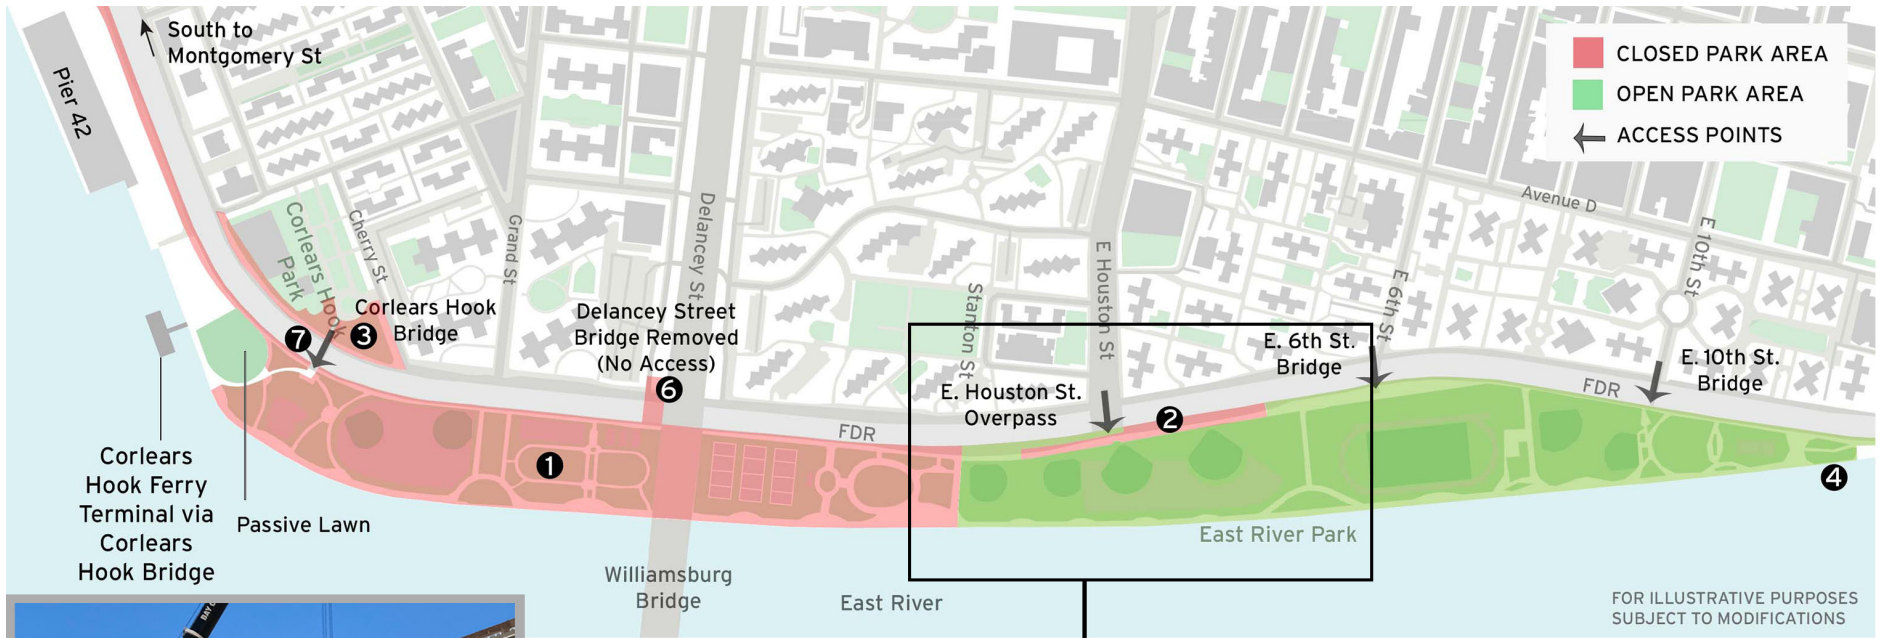 South to
Montgomery St
Pier 42
CLOSED PARK AREA
OPEN PARK AREA
ACCESS POINTS
Avenue D
E 10th St
E 6th St
E Houston St
Stanton St
Delancey St
Grand St
Cherry St
Corlears Hook
Park
7
3
Corlears Hook
Bridge
Delancey Street
Bridge Removed
(No Access)
6
E. Houston St.
Overpass
2
E. 6th St.
Bridge
E. 10th St.
Bridge
FDR
FDR
1
4
Corlears
Hook Ferry
Terminal via
Corlears
Hook Bridge
Passive Lawn
East River Park
Williamsburg
Bridge
East River
FOR ILLUSTRATIVE PURPOSES
SUBJECT TO MODIFICATIONS